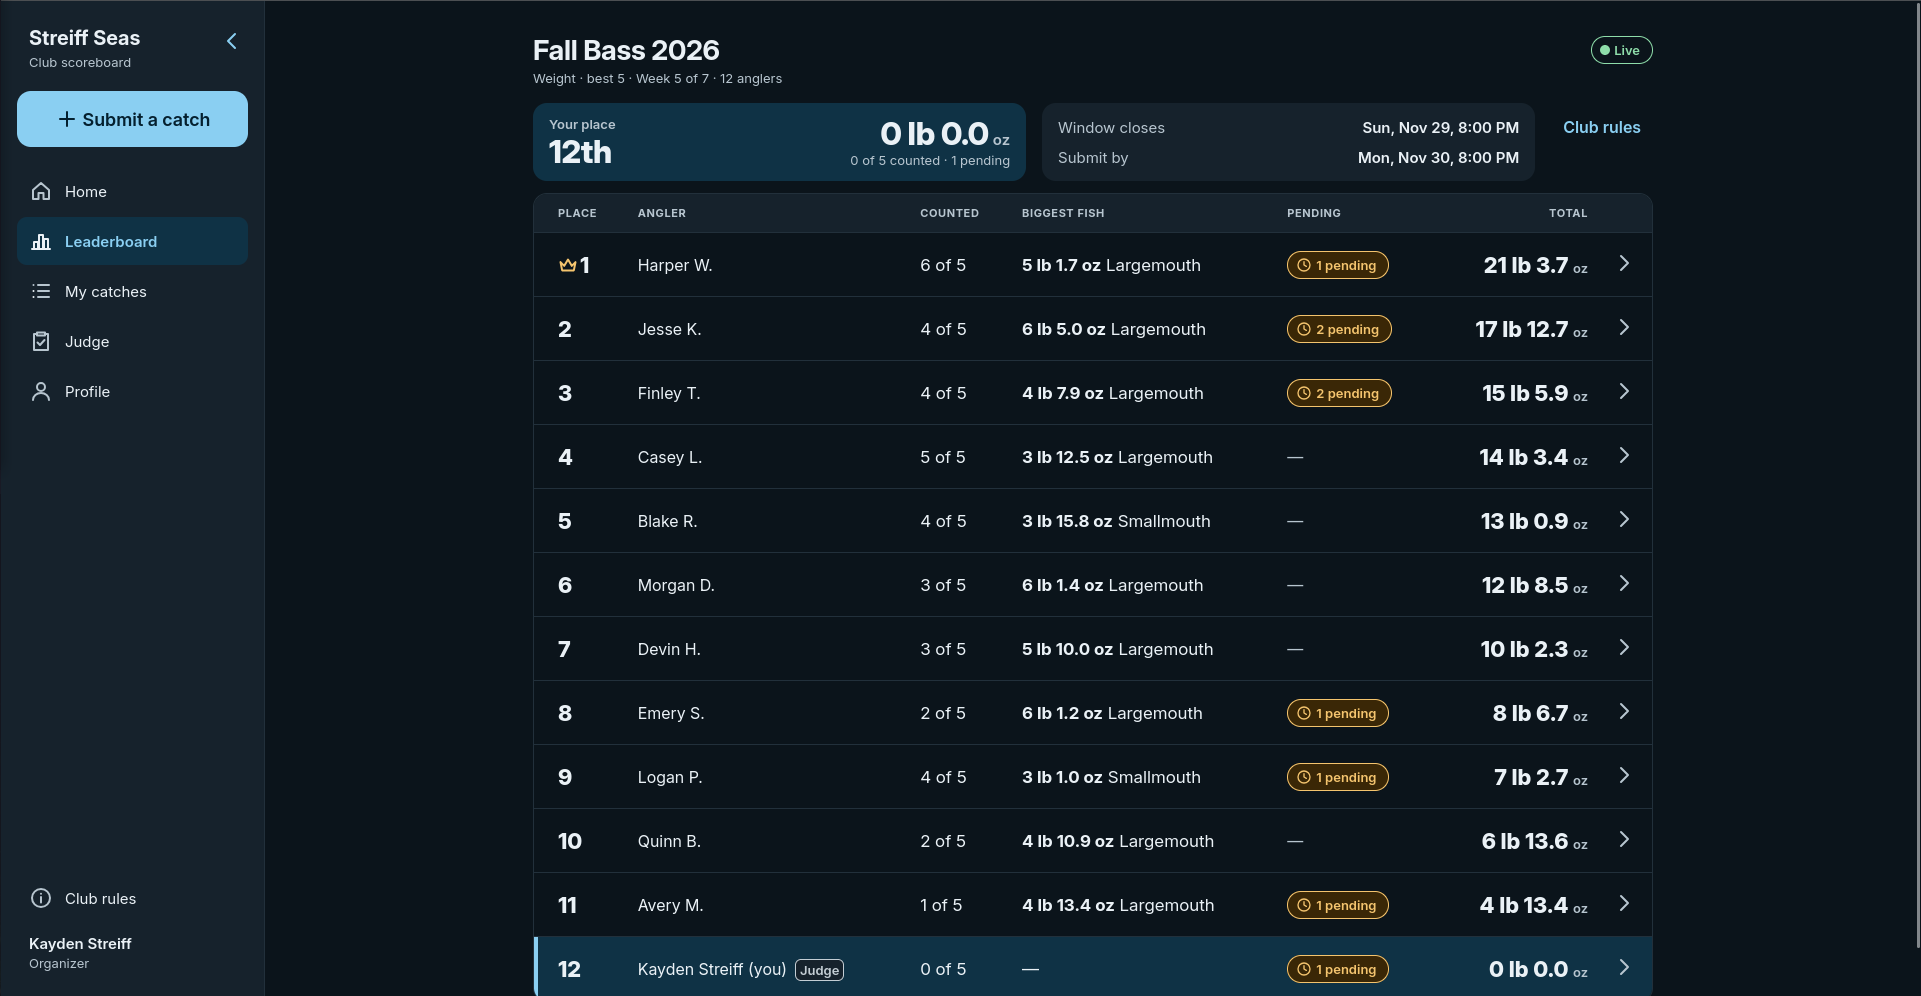 Streiff Seas
Club scoreboard
Submit a catch
Home
Leaderboard
My catches
Judge
Profile
Club rules
Kayden Streiff
Organizer
Fall Bass 2026
Live
Weight · best 5 · Week 5 of 7 · 12 anglers
Your place
12th
0 lb 0.0 oz
0 of 5 counted · 1 pending
Window closes Sun, Nov 29, 8:00 PM
Submit by Mon, Nov 30, 8:00 PM
Club rules
PLACE ANGLER COUNTED BIGGEST FISH PENDING TOTAL
1 Harper W. 6 of 5 5 lb 1.7 oz Largemouth 1 pending 21 lb 3.7 oz
2 Jesse K. 4 of 5 6 lb 5.0 oz Largemouth 2 pending 17 lb 12.7 oz
3 Finley T. 4 of 5 4 lb 7.9 oz Largemouth 2 pending 15 lb 5.9 oz
4 Casey L. 5 of 5 3 lb 12.5 oz Largemouth — 14 lb 3.4 oz
5 Blake R. 4 of 5 3 lb 15.8 oz Smallmouth — 13 lb 0.9 oz
6 Morgan D. 3 of 5 6 lb 1.4 oz Largemouth — 12 lb 8.5 oz
7 Devin H. 3 of 5 5 lb 10.0 oz Largemouth — 10 lb 2.3 oz
8 Emery S. 2 of 5 6 lb 1.2 oz Largemouth 1 pending 8 lb 6.7 oz
9 Logan P. 4 of 5 3 lb 1.0 oz Smallmouth 1 pending 7 lb 2.7 oz
10 Quinn B. 2 of 5 4 lb 10.9 oz Largemouth — 6 lb 13.6 oz
11 Avery M. 1 of 5 4 lb 13.4 oz Largemouth 1 pending 4 lb 13.4 oz
12 Kayden Streiff (you) Judge 0 of 5 — 1 pending 0 lb 0.0 oz